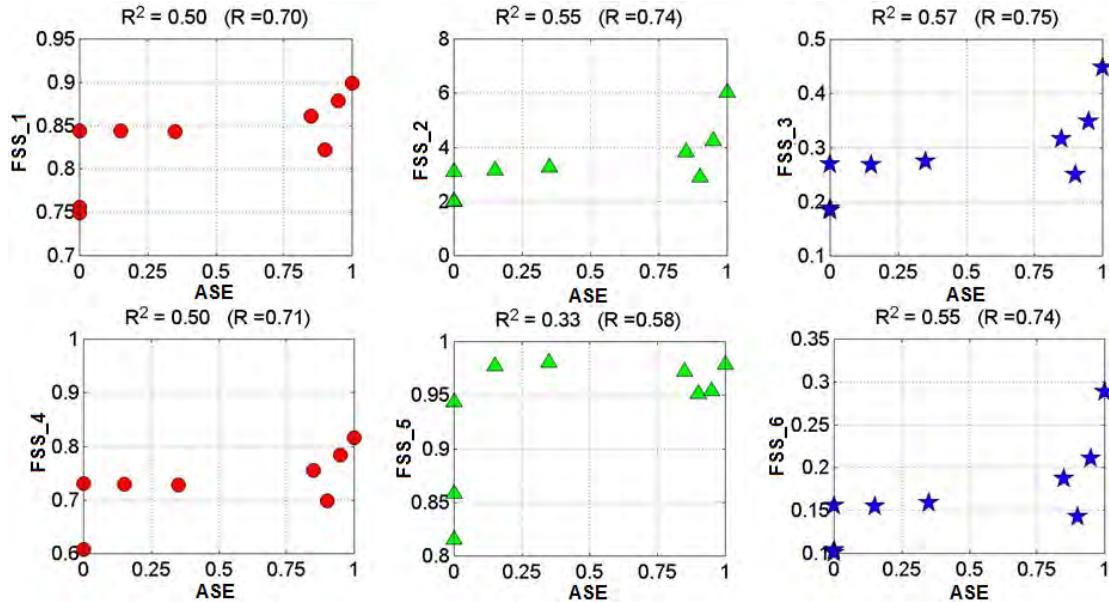 R² = 0.50 (R =0.70)
0.95
0.9
0.85
0.8
0.75
0.7
FSS_1
0 0.25 0.5 0.75 1
ASE
R² = 0.55 (R =0.74)
8
6
4
2
0
FSS_2
0 0.25 0.5 0.75 1
ASE
R² = 0.57 (R =0.75)
0.5
0.4
0.3
0.2
0.1
FSS_3
0 0.25 0.5 0.75 1
ASE
R² = 0.50 (R =0.71)
1
0.9
0.8
0.7
0.6
FSS_4
0 0.25 0.5 0.75 1
ASE
R² = 0.33 (R =0.58)
1
0.95
0.9
0.85
0.8
FSS_5
0 0.25 0.5 0.75 1
ASE
R² = 0.55 (R =0.74)
0.35
0.3
0.25
0.2
0.15
0.1
FSS_6
0 0.25 0.5 0.75 1
ASE